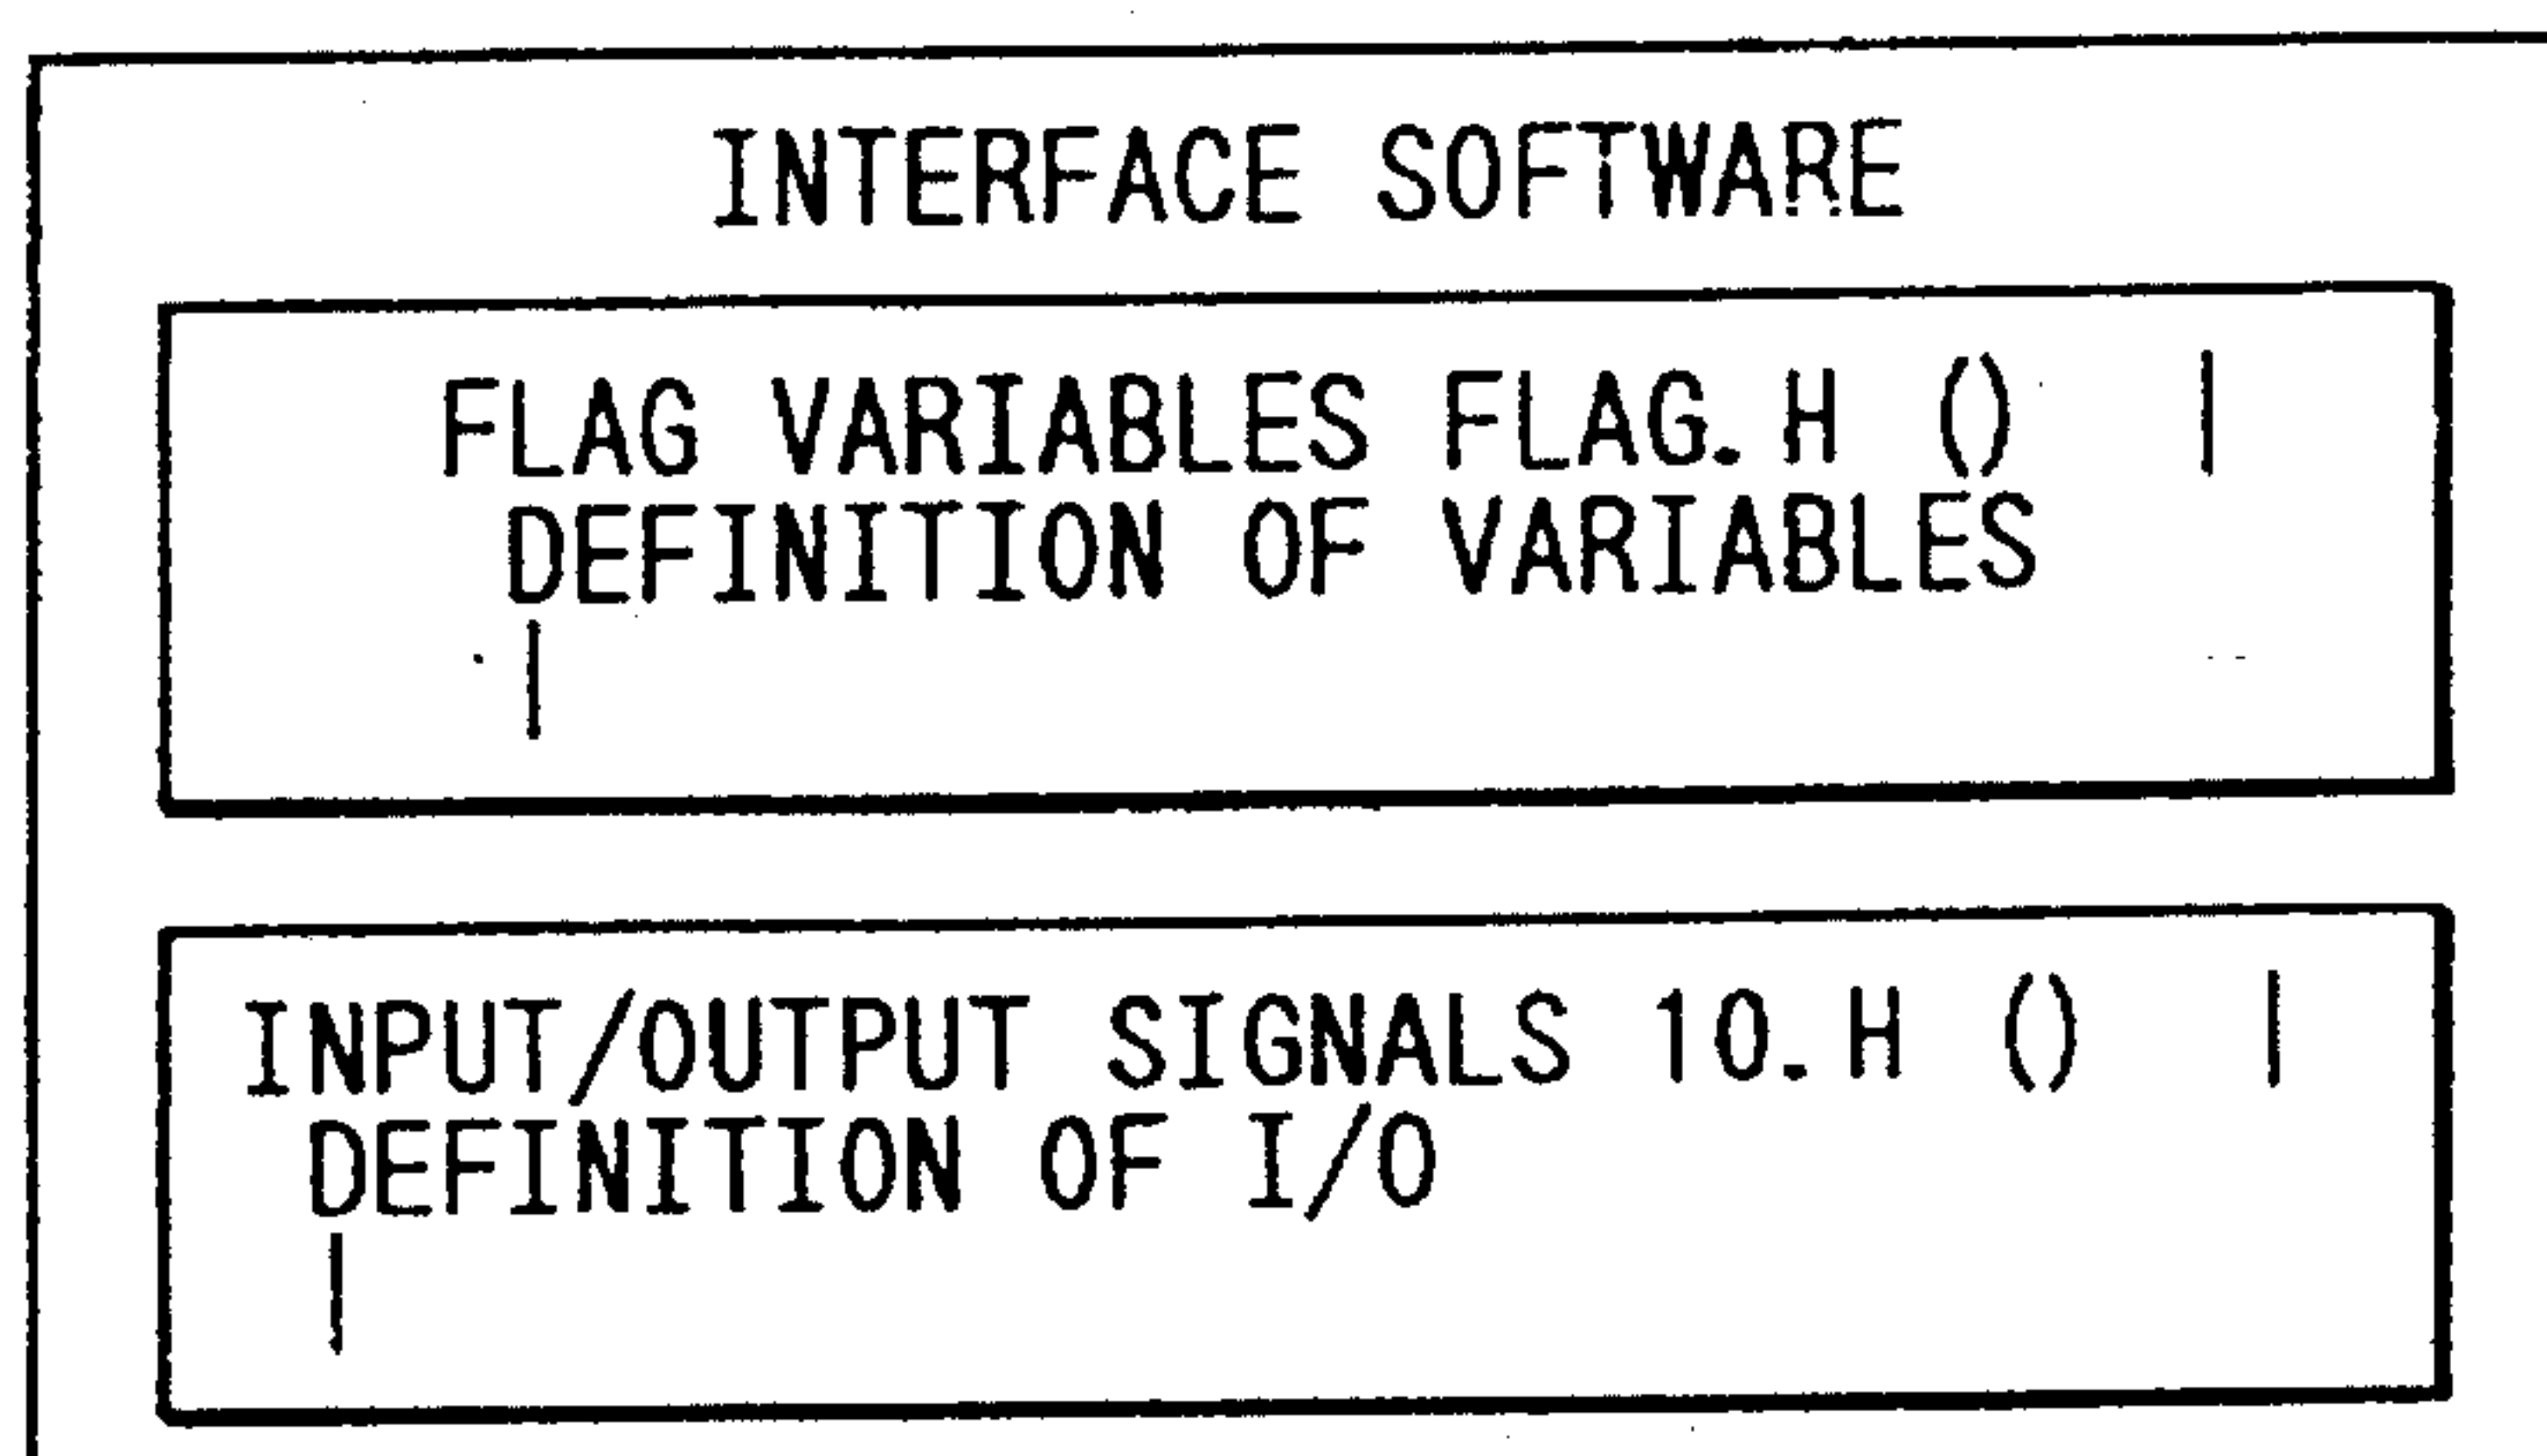 INTERFACE SOFTWARE
FLAG VARIABLES FLAG.H () |
DEFINITION OF VARIABLES
|
INPUT/OUTPUT SIGNALS 10.H () |
DEFINITION OF I/O
|